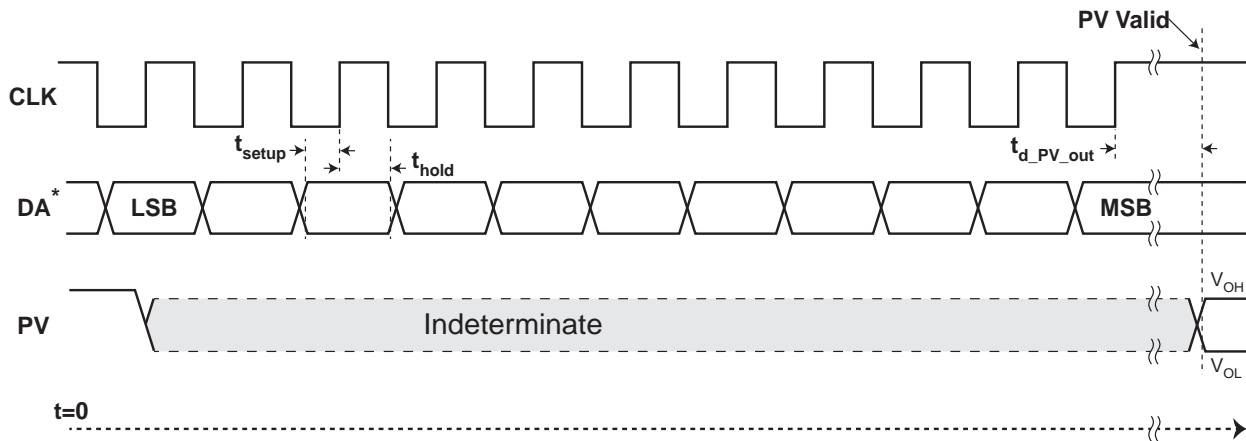 PV Valid
CLK
t_setup
t_hold
t_d_PV_out
DA*
LSB
MSB
PV
Indeterminate
V_OH
V_OL
t=0